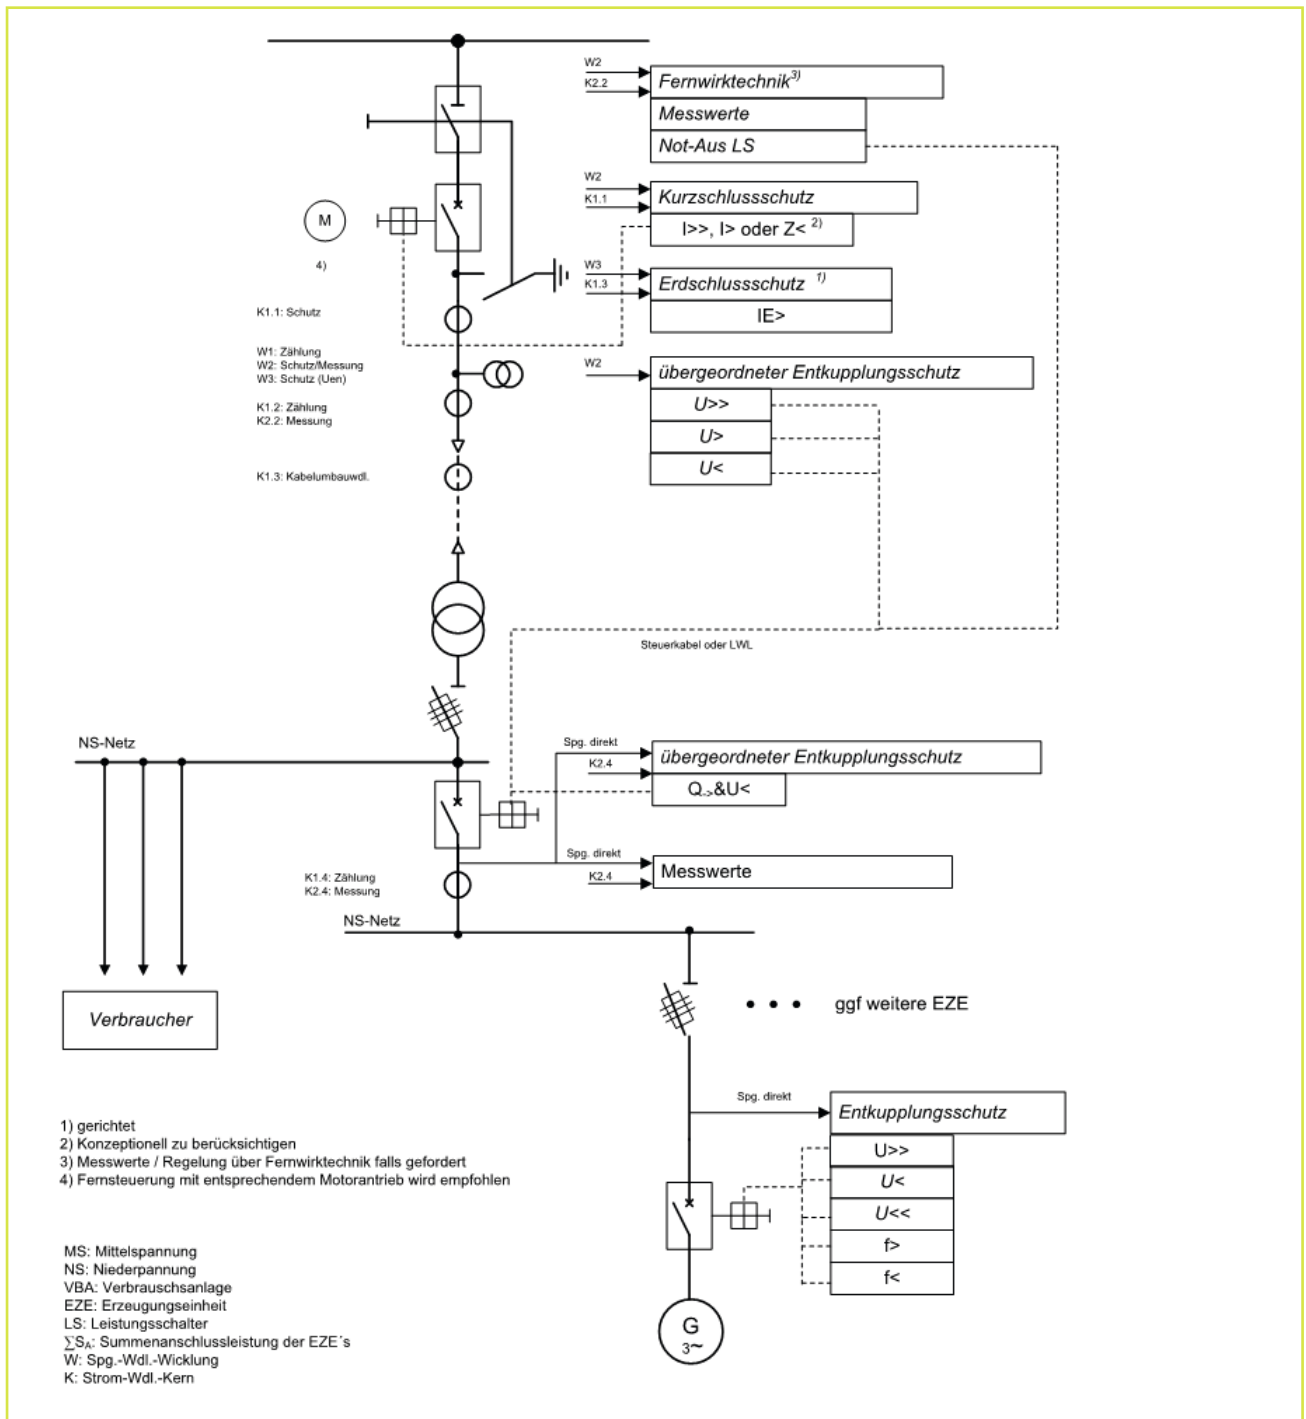 W2
K2.2
Fernwirktechnik3)
Messwerte
Not-Aus LS
W2
K1.1
Kurzschlussschutz
I>>, I> oder Z< 2)
M
4)
W3
K1.3
Erdschlussschutz 1)
IE>
K1.1: Schutz
W1: Zählung
W2: Schutz/Messung
W3: Schutz (Uen)
W2
übergeordneter Entkupplungsschutz
U>>
U>
U<
K1.2: Zählung
K2.2: Messung
K1.3: Kabelumbauwdl.
Steuerkabel oder LWL
NS-Netz
Spg. direkt
K2.4
übergeordneter Entkupplungsschutz
Q->&U<
Spg. direkt
K2.4
Messwerte
K1.4: Zählung
K2.4: Messung
NS-Netz
Verbraucher
ggf weitere EZE
Spg. direkt
Entkupplungsschutz
U>>
U<
U<<
f>
f<
G
3~
1) gerichtet
2) Konzeptionell zu berücksichtigen
3) Messwerte / Regelung über Fernwirktechnik falls gefordert
4) Fernsteuerung mit entsprechendem Motorantrieb wird empfohlen
MS: Mittelspannung
NS: Niederpannung
VBA: Verbrauschsanlage
EZE: Erzeugungseinheit
LS: Leistungsschalter
∑SA: Summenanschlussleistung der EZE´s
W: Spg.-Wdl.-Wicklung
K: Strom-Wdl.-Kern